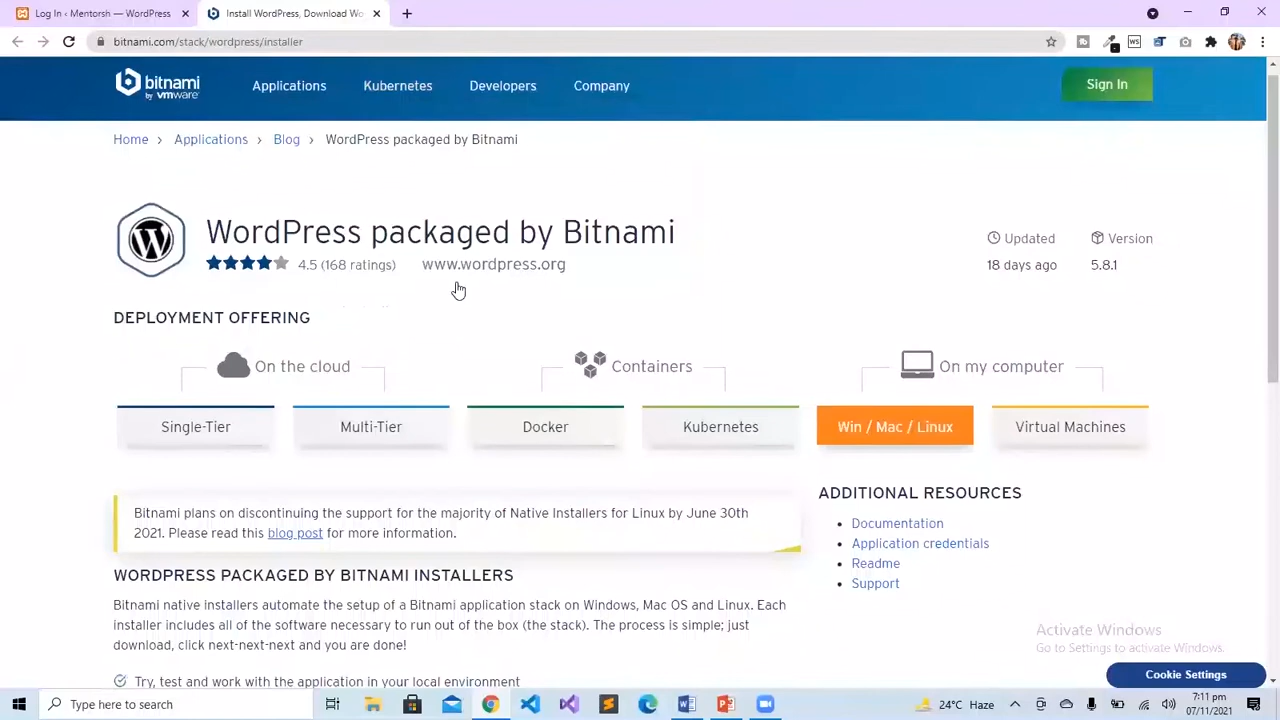 Log In ‹ Mentorsh — WordPress
Install WordPress, Download Wo
bitnami.com/stack/wordpress/installer
bitnami
by vmware
Applications
Kubernetes
Developers
Company
Sign In
Home › Applications › Blog › WordPress packaged by Bitnami
WordPress packaged by Bitnami
4.5 (168 ratings)
www.wordpress.org
Updated
Version
18 days ago
5.8.1
DEPLOYMENT OFFERING
On the cloud
Containers
On my computer
Single-Tier
Multi-Tier
Docker
Kubernetes
Win / Mac / Linux
Virtual Machines
Bitnami plans on discontinuing the support for the majority of Native Installers for Linux by June 30th
2021. Please read this blog post for more information.
ADDITIONAL RESOURCES
Documentation
Application credentials
Readme
Support
WORDPRESS PACKAGED BY BITNAMI INSTALLERS
Bitnami native installers automate the setup of a Bitnami application stack on Windows, Mac OS and Linux. Each
installer includes all of the software necessary to run out of the box (the stack). The process is simple; just
download, click next-next-next and you are done!
Try, test and work with the application in your local environment
Activate Windows
Go to Settings to activate Windows.
Cookie Settings
Type here to search
24°C Haze
7:11 pm
07/11/2021